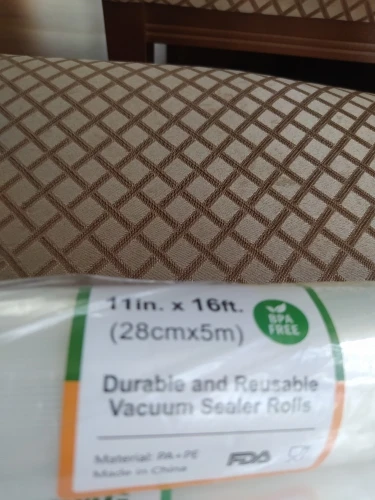 11in. x 16ft.
(28cmx5m)
BPA
FREE
Durable and Reusable
Vacuum Sealer Rolls
Material: PA+PE
Made in China
FDA